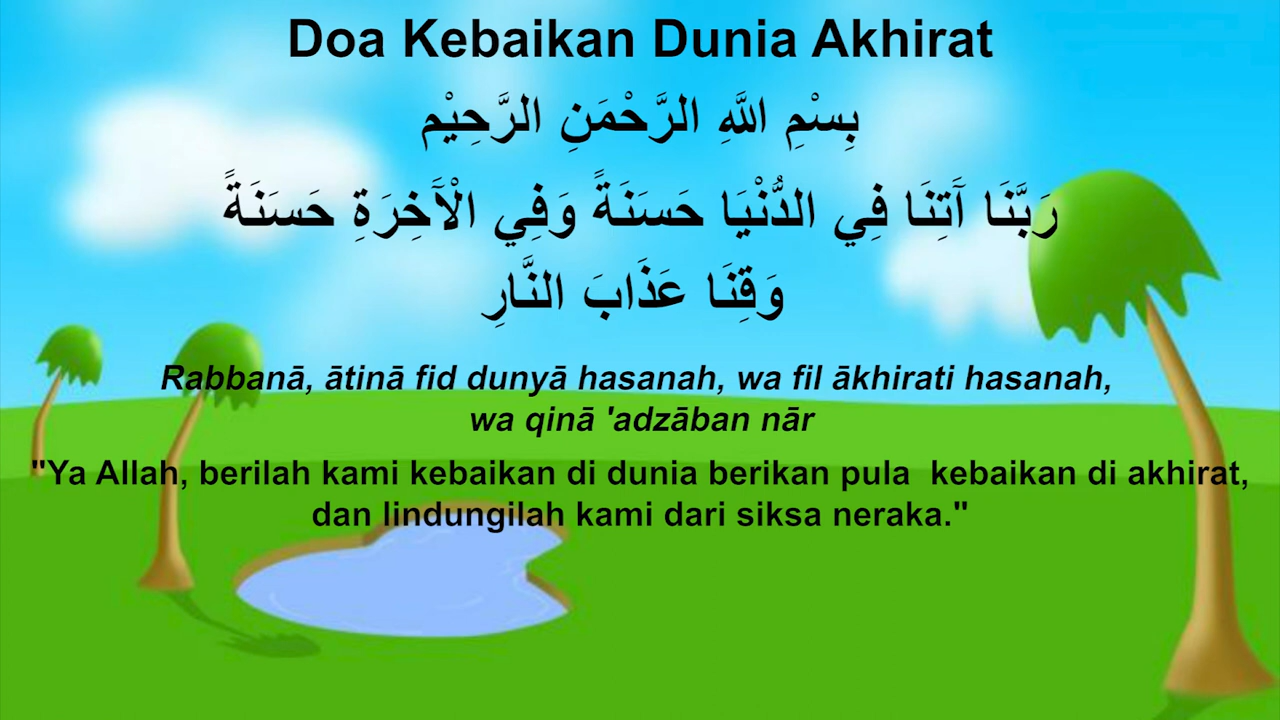 Doa Kebaikan Dunia Akhirat
بِسْمِ اللَّهِ الرَّحْمَنِ الرَّحِيْم
رَبَّنَا آَتِنَا فِي الدُّنْيَا حَسَنَةً وَفِي الْآَخِرَةِ حَسَنَةً
وَقِنَا عَذَابَ النَّارِ
Rabbanā, ātinā fid dunyā hasanah, wa fil ākhirati hasanah,
wa qinā 'adzāban nār
"Ya Allah, berilah kami kebaikan di dunia berikan pula  kebaikan di akhirat,
dan lindungilah kami dari siksa neraka."